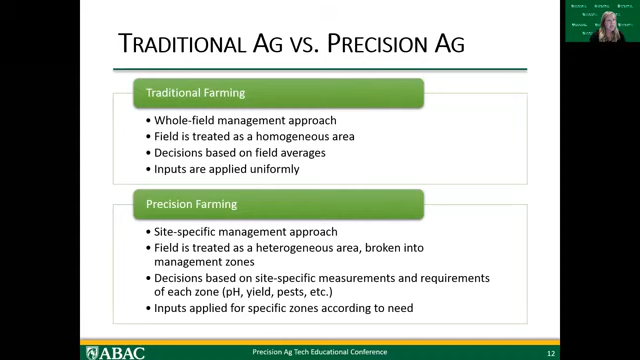 TRADITIONAL AG VS. PRECISION AG
Traditional Farming
• Whole-field management approach
• Field is treated as a homogeneous area
• Decisions based on field averages
• Inputs are applied uniformly
Precision Farming
• Site-specific management approach
• Field is treated as a heterogeneous area, broken into
management zones
• Decisions based on site-specific measurements and requirements
of each zone (pH, yield, pests, etc.)
• Inputs applied for specific zones according to need
ABAC
Precision Ag Tech Educational Conference
12